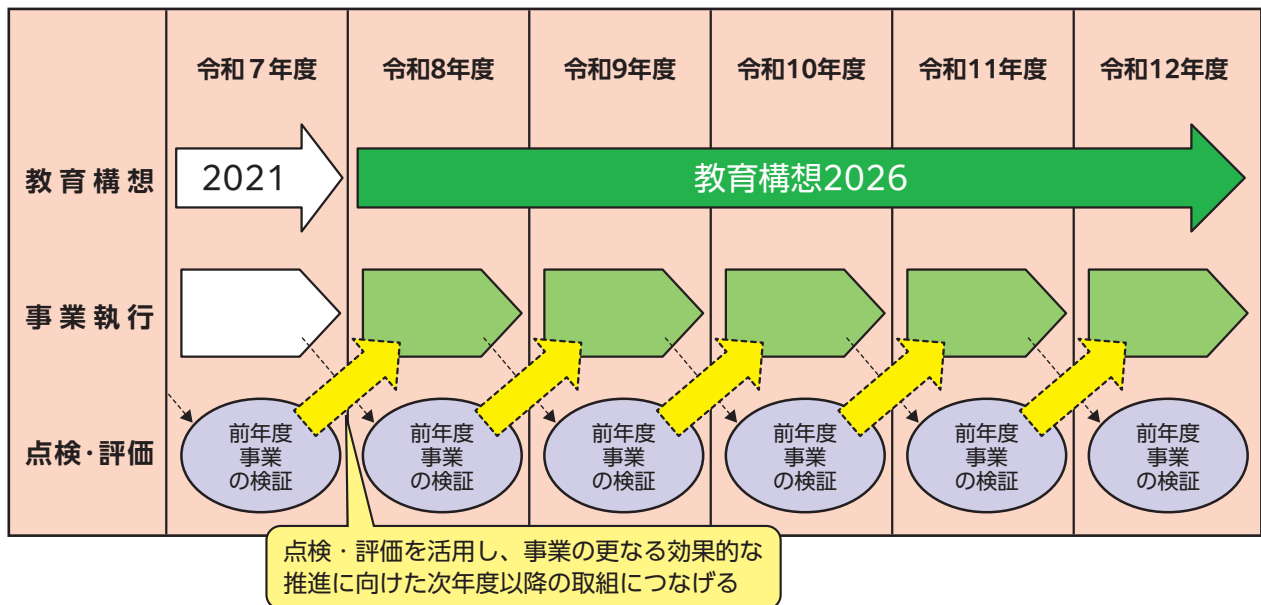 令和７年度
令和8年度
令和9年度
令和10年度
令和11年度
令和12年度
教育構想
2021
教育構想2026
事業執行
点検・評価
前年度
事業
の検証
前年度
事業
の検証
前年度
事業
の検証
前年度
事業
の検証
前年度
事業
の検証
前年度
事業
の検証
点検・評価を活用し、事業の更なる効果的な
推進に向けた次年度以降の取組につなげる